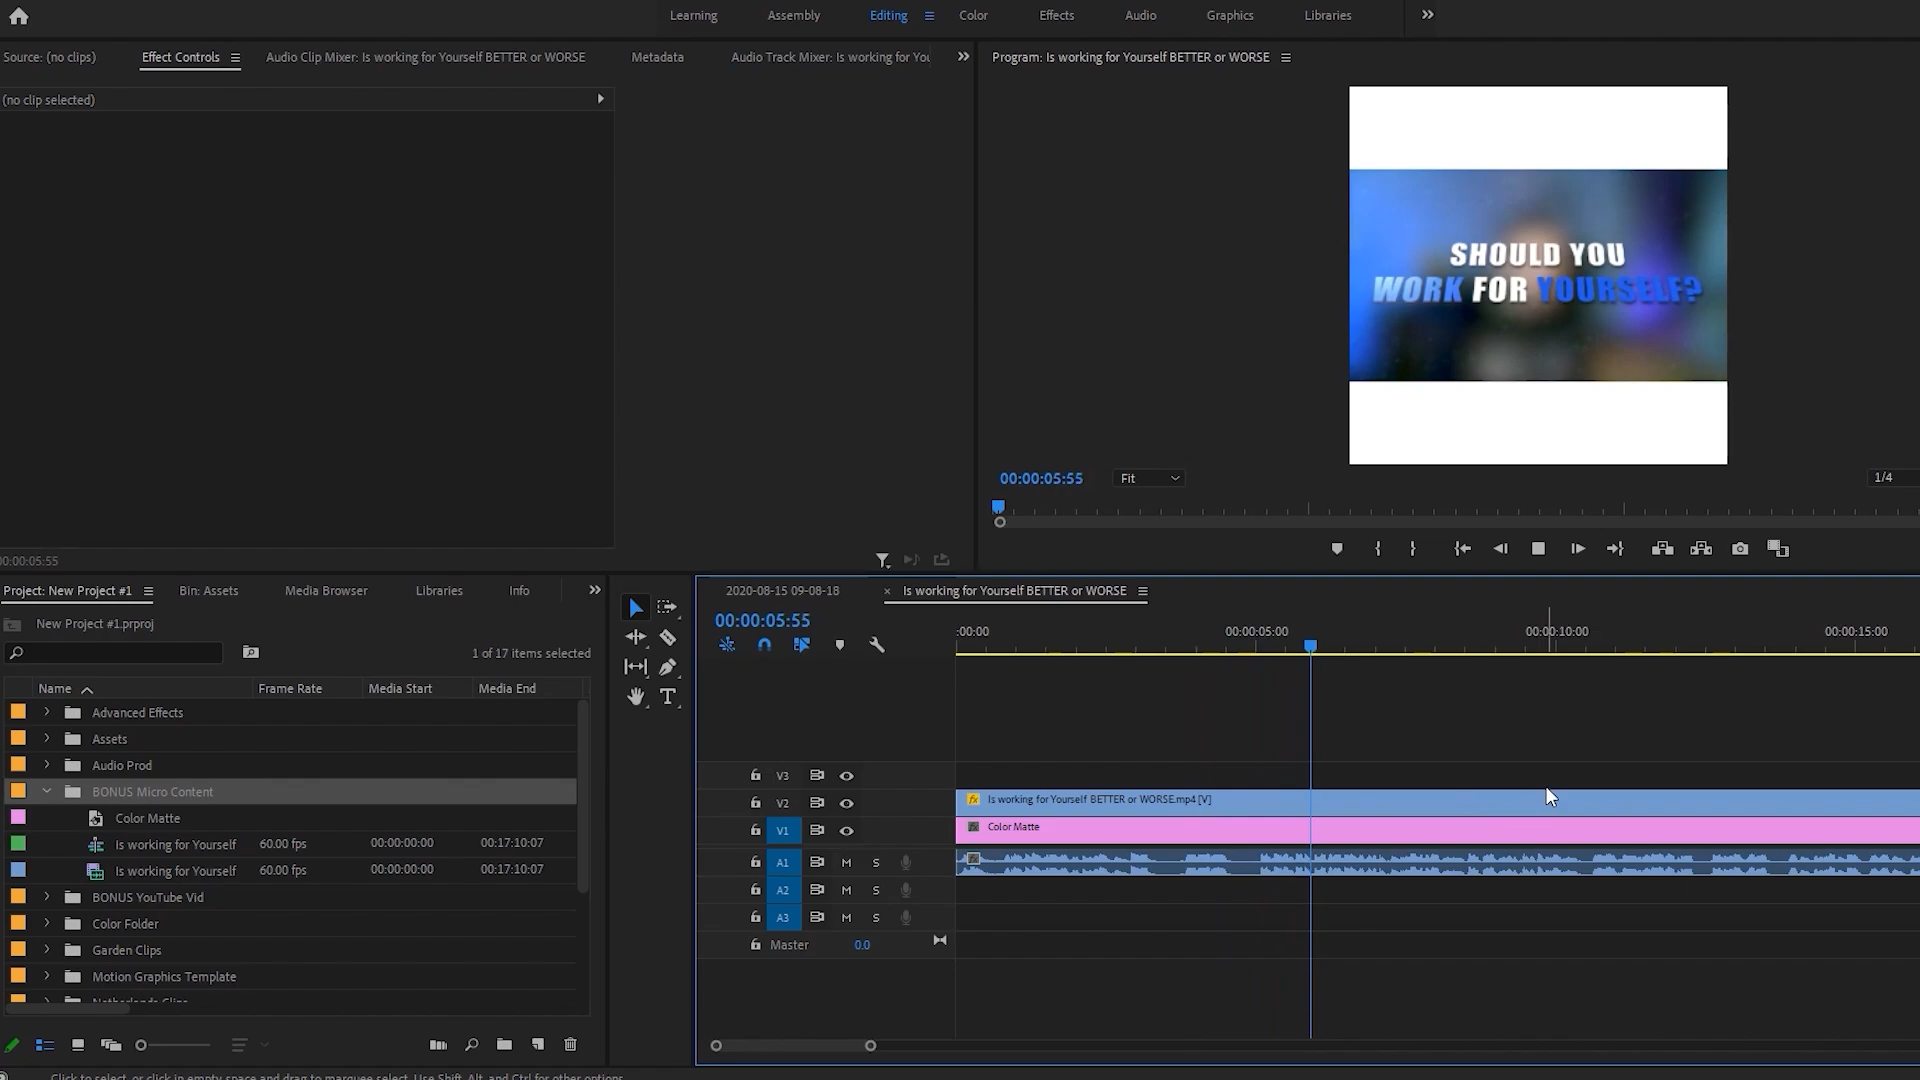 Learning Assembly Editing Color Effects Audio Graphics Libraries
Source: (no clips) Effect Controls Audio Clip Mixer: Is working for Yourself BETTER or WORSE Metadata Audio Track Mixer: Is working for You
Program: Is working for Yourself BETTER or WORSE
(no clip selected)
SHOULD YOU
WORK FOR YOURSELF?
00:00:05:55 Fit 1/4
00:00:05:55
Project: New Project #1 Bin: Assets Media Browser Libraries Info
New Project #1.prproj
1 of 17 items selected
Name Frame Rate Media Start Media End
Advanced Effects
Assets
Audio Prod
BONUS Micro Content
Color Matte
Is working for Yourself 60.00 fps 00:00:00:00 00:17:10:07
Is working for Yourself 60.00 fps 00:00:00:00 00:17:10:07
BONUS YouTube Vid
Color Folder
Garden Clips
Motion Graphics Template
Netherlands Clips
2020-08-15 09-08-18 × Is working for Yourself BETTER or WORSE
00:00:05:55
:00:00 00:00:05:00 00:00:10:00 00:00:15:00
V3
V2 fx Is working for Yourself BETTER or WORSE.mp4 [V]
V1 Color Matte
A1 M S
A2 M S
A3 M S
Master 0.0
Click to select, or click in empty space and drag to marquee select. Use Shift, Alt, and Ctrl for other options.